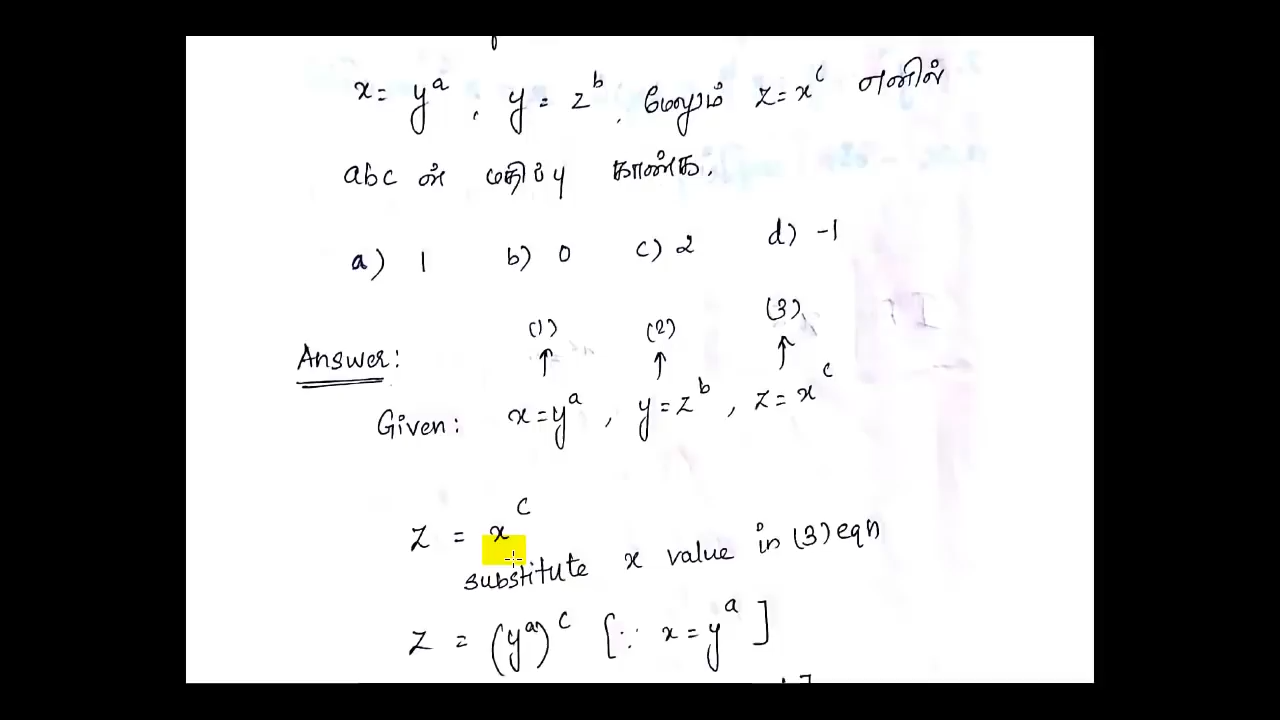 x = y^a, y = z^b, மேலும் z = x^c எனில்
abc ன் மதிப்பு காண்க.
a) 1 b) 0 c) 2 d) -1
(1) (2) (3)
↑ ↑ ↑
Answer:
Given: x = y^a, y = z^b, z = x^c
z = x^c
substitute x value in (3) eqn
z = (y^a)^c [∵ x = y^a]